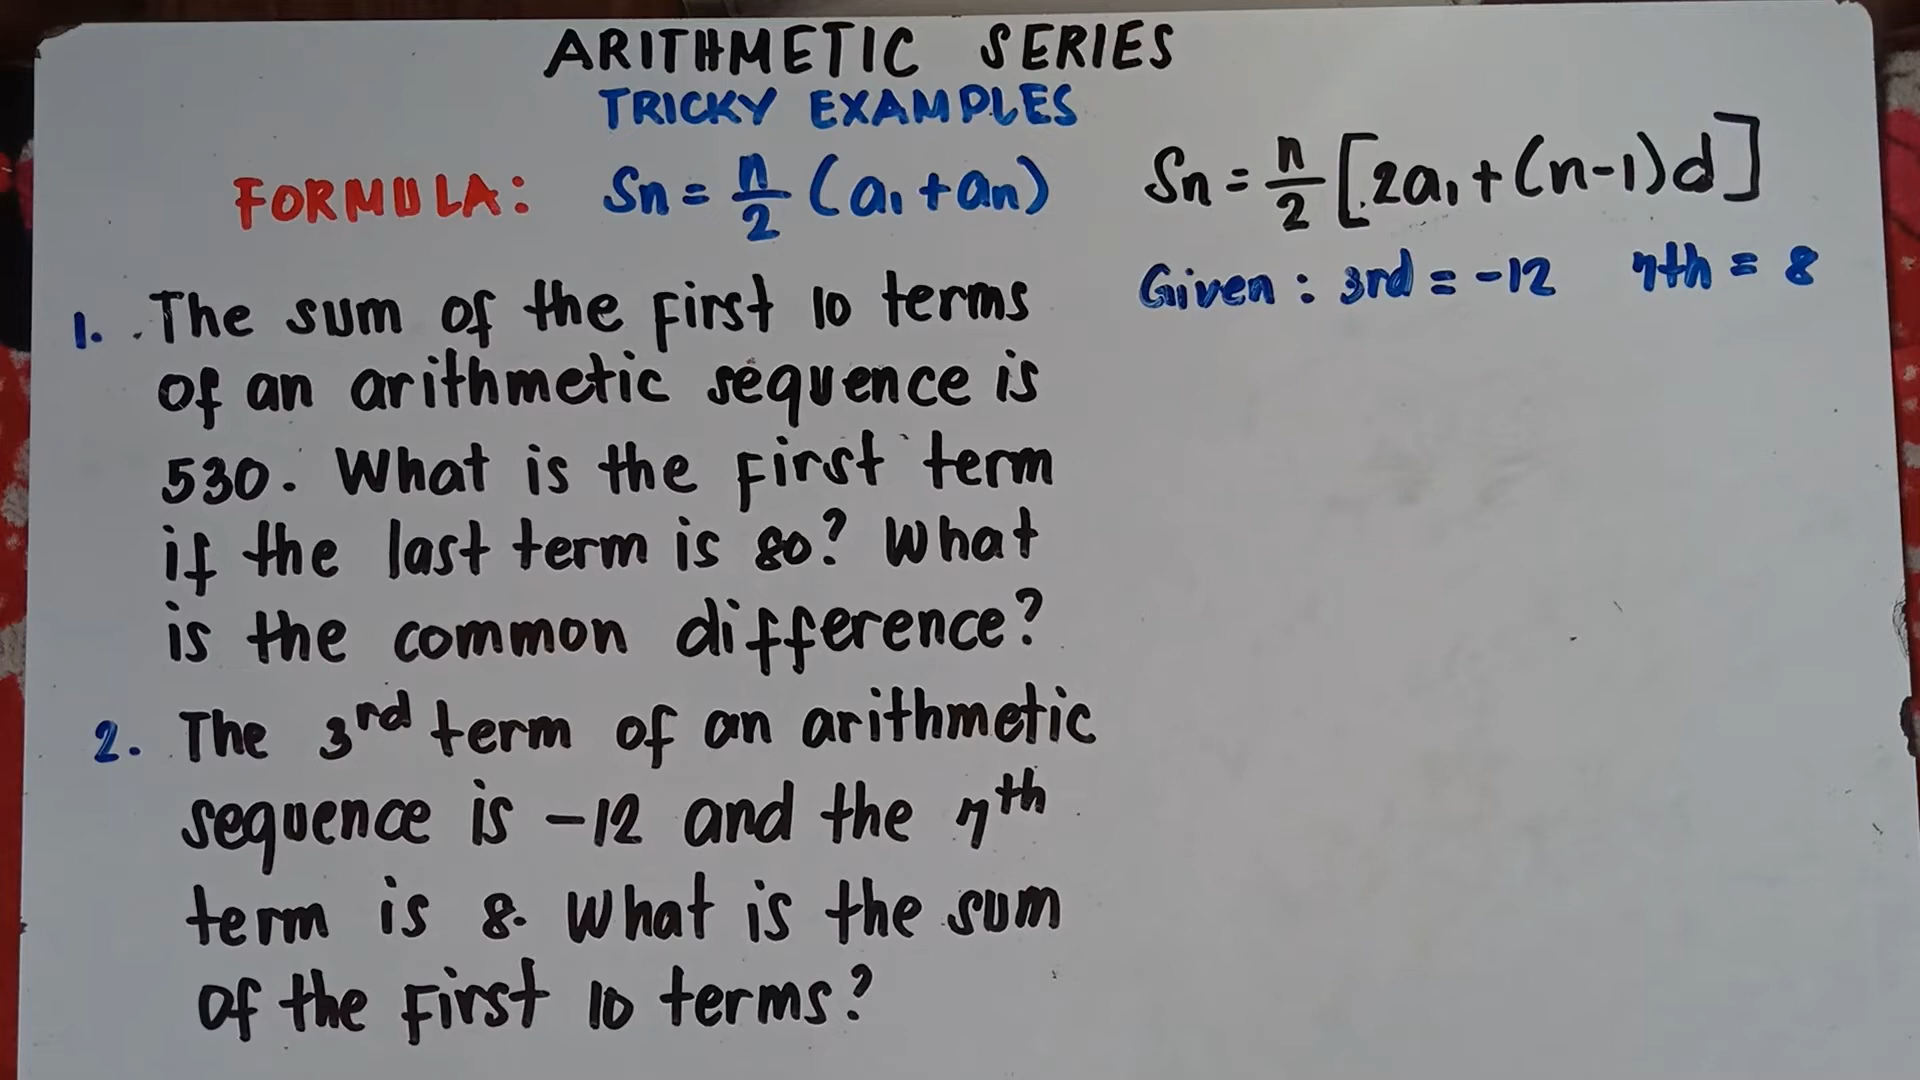 ARITHMETIC SERIES
TRICKY EXAMPLES
FORMULA: Sn = n/2 (a₁ + an)
Sn = n/2 [2a₁ + (n-1)d]
Given: 3rd = -12 7th = 8
1. The sum of the first 10 terms
of an arithmetic sequence is
530. What is the first term
if the last term is 80? What
is the common difference?
2. The 3rd term of an arithmetic
sequence is -12 and the 7th
term is 8. What is the sum
of the first 10 terms?